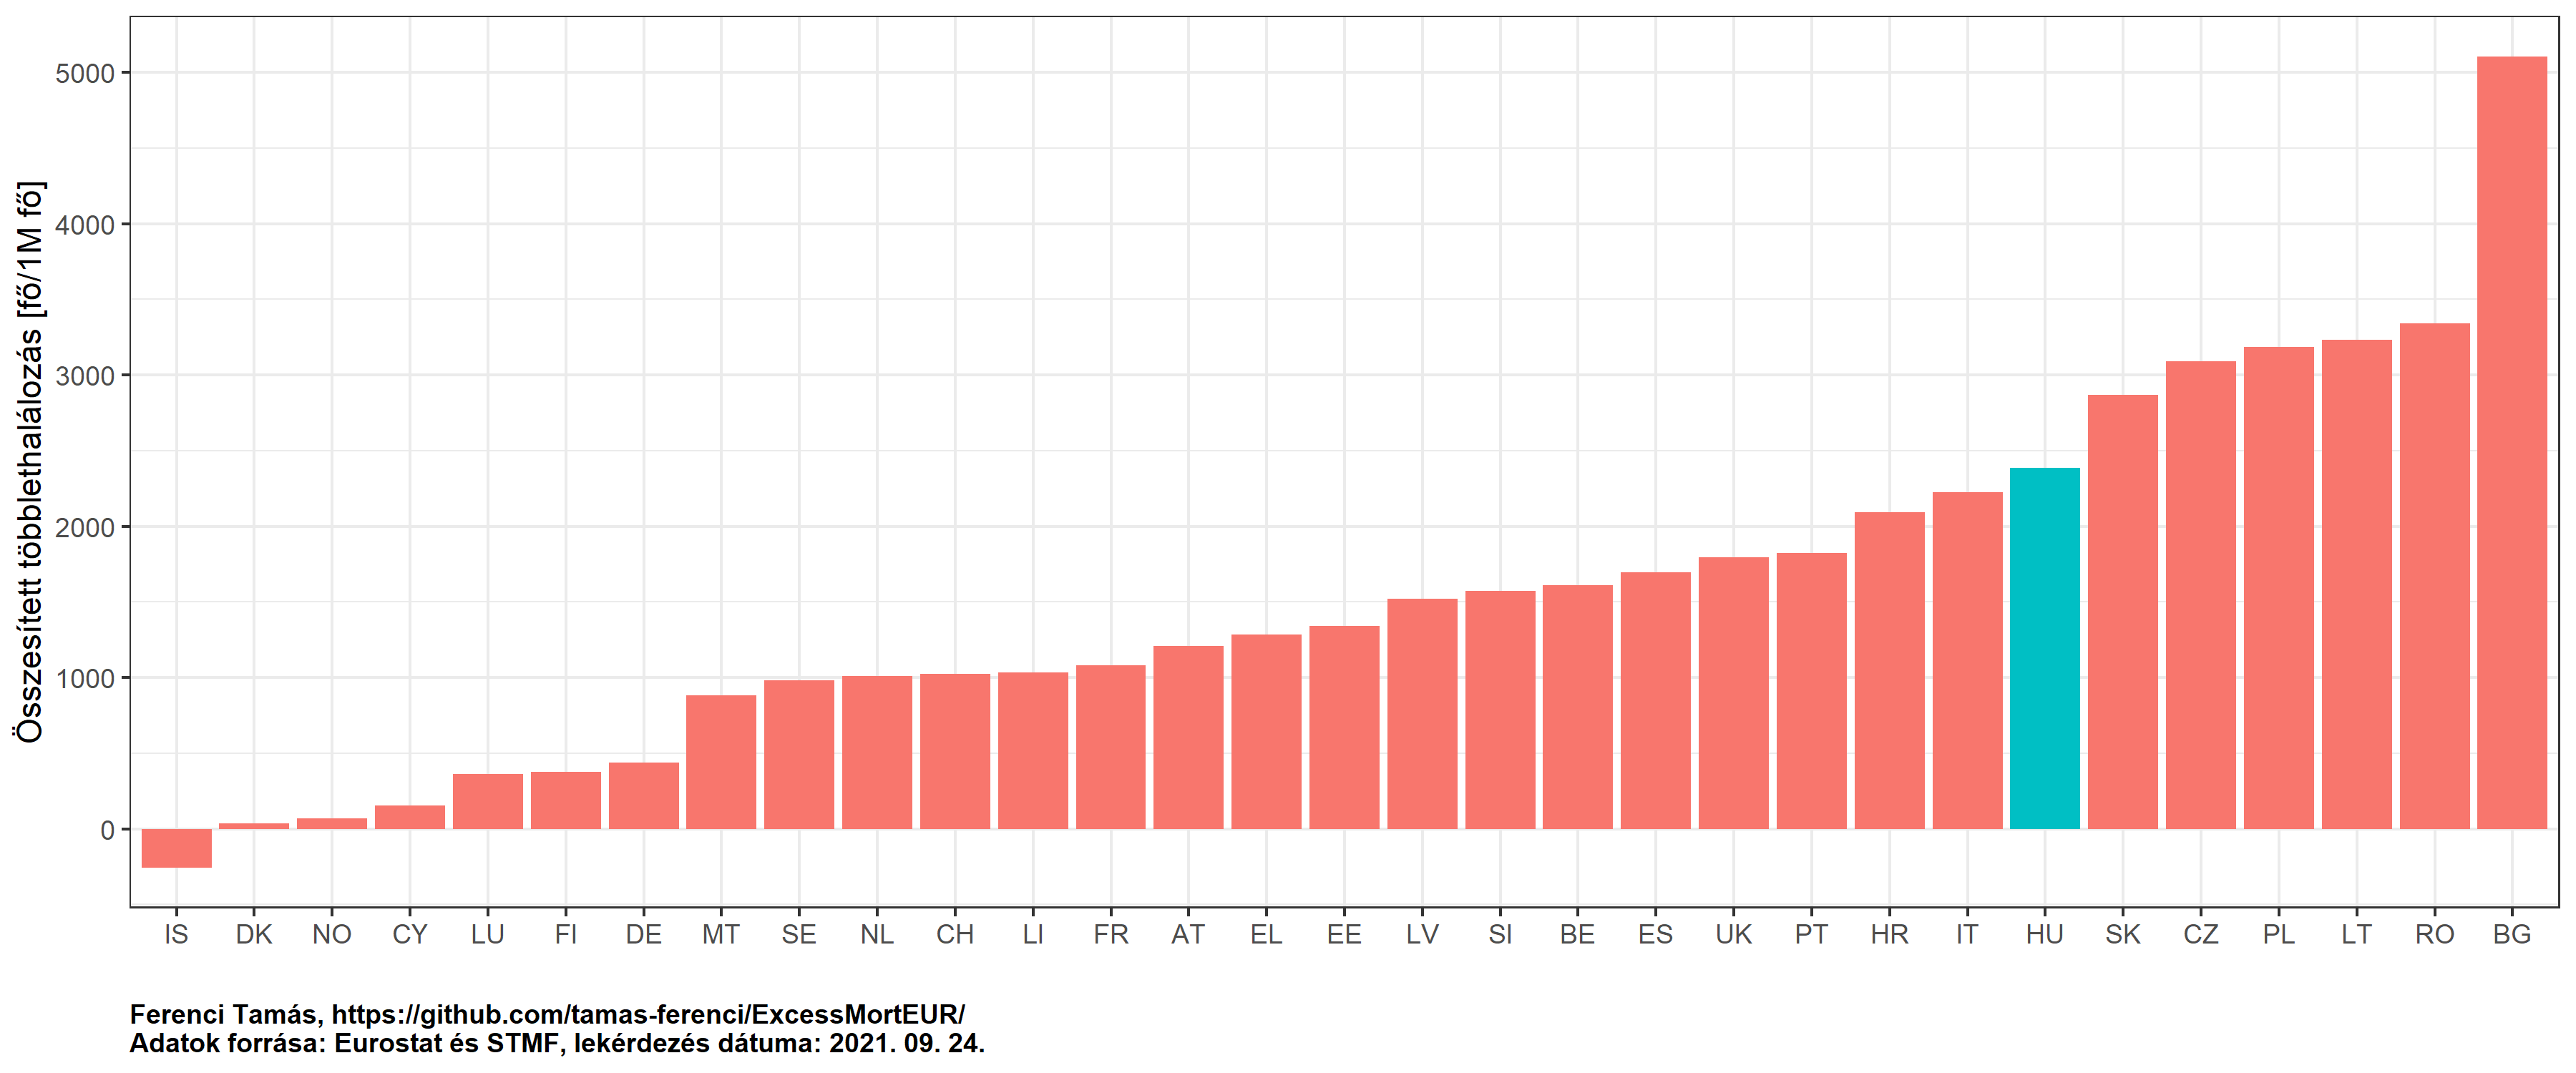 Összesített többlethalálozás [fő/1M fő]
5000
4000
3000
2000
1000
0
IS DK NO CY LU FI DE MT SE NL CH LI FR AT EL EE LV SI BE ES UK PT HR IT HU SK CZ PL LT RO BG
Ferenci Tamás, https://github.com/tamas-ferenci/ExcessMortEUR/
Adatok forrása: Eurostat és STMF, lekérdezés dátuma: 2021. 09. 24.